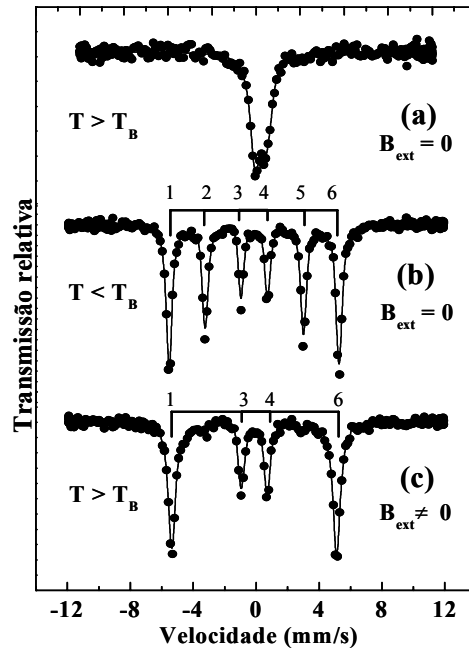 Transmissão relativa
(a)
T > T_B
B_ext = 0
1 2 3 4 5 6
(b)
T < T_B
B_ext = 0
1 3 4 6
(c)
T > T_B
B_ext ≠ 0
-12 -8 -4 0 4 8 12
Velocidade (mm/s)